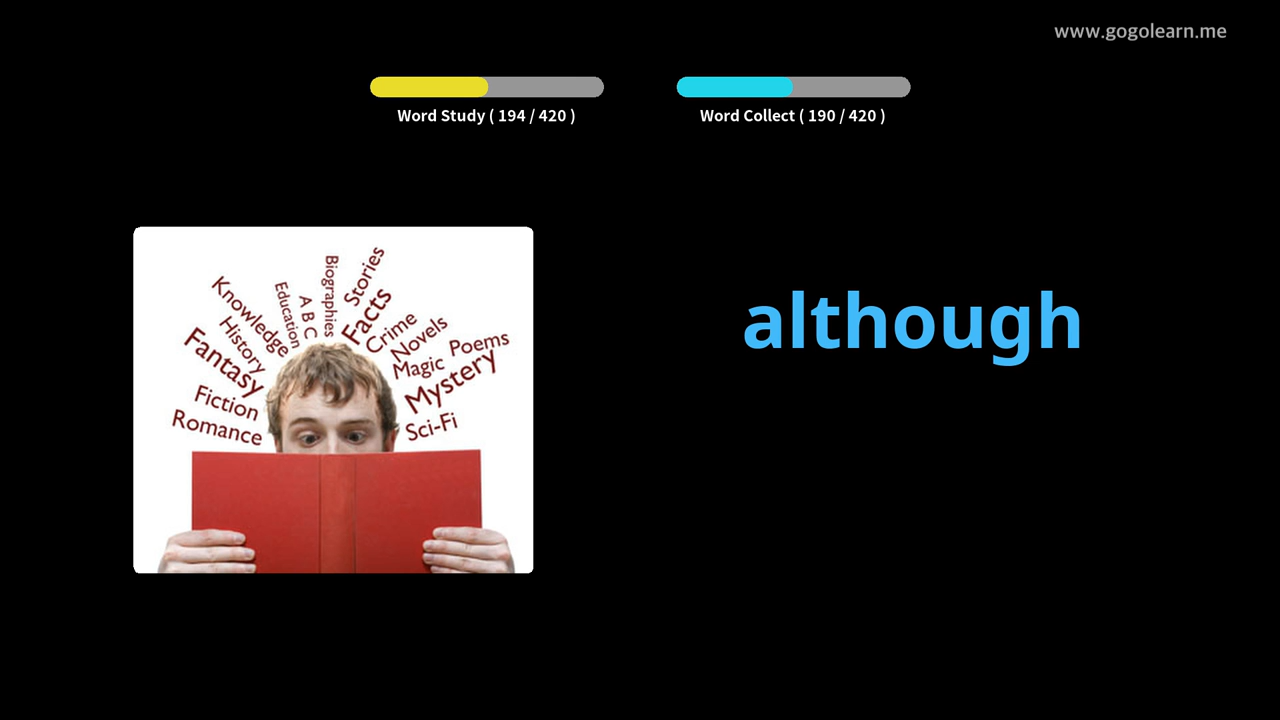 www.gogolearn.me
Word Study ( 194 / 420 )
Word Collect ( 190 / 420 )
although
Romance
Fiction
Fantasy
History
Knowledge
Education
A B C
Biographies
Stories
Facts
Crime
Novels
Magic
Poems
Mystery
Sci-Fi